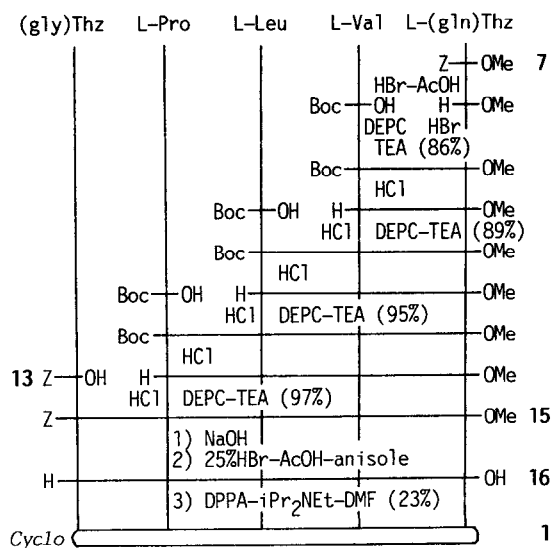 (gly)Thz L-Pro L-Leu L-Val L-(gln)Thz
Z OMe 7
HBr-AcOH
Boc OH H OMe
DEPC HBr
TEA (86%)
Boc OMe
HCl
Boc OH H OMe
HCl DEPC-TEA (89%)
Boc OMe
HCl
Boc OH H OMe
HCl DEPC-TEA (95%)
Boc OMe
HCl
13 Z OH H OMe
HCl DEPC-TEA (97%)
Z OMe 15
1) NaOH
2) 25%HBr-AcOH-anisole
H OH 16
3) DPPA-iPr2NEt-DMF (23%)
Cyclo 1